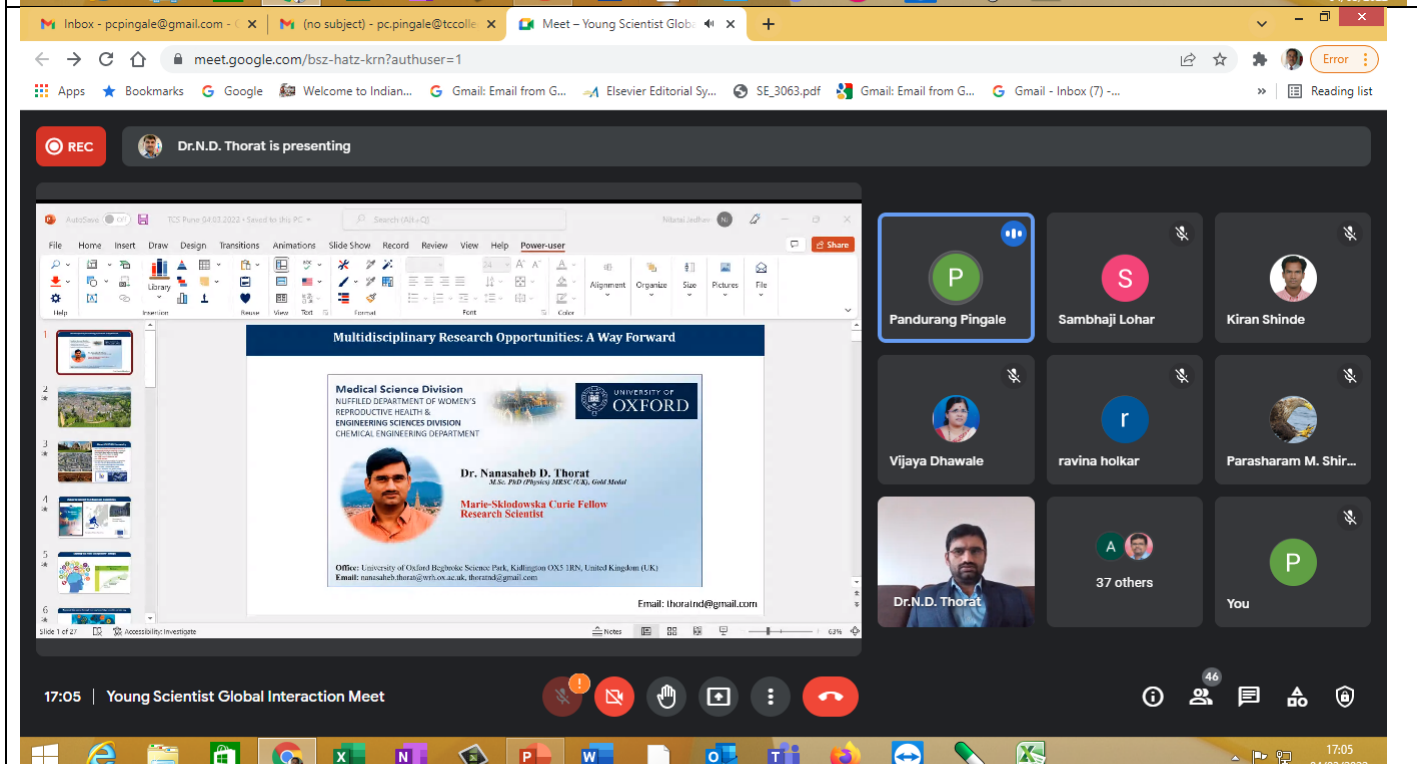 Inbox - pcpingale@gmail.com -
(no subject) - pc.pingale@tccolle
Meet – Young Scientist Globa
meet.google.com/bsz-hatz-krn?authuser=1
Error
Apps
Bookmarks
Google
Welcome to Indian...
Gmail: Email from G...
Elsevier Editorial Sy...
SE_3063.pdf
Gmail: Email from G...
Gmail - Inbox (7) -...
»
Reading list
REC
Dr.N.D. Thorat is presenting
AutoSave Off
TCS Pune 04.03.2022 • Saved to this PC
Search (Alt+Q)
File Home Insert Draw Design Transitions Animations Slide Show Record Review View Help Power-user
Share
Library
Alignment Organize Size Pictures File
Help Insertion Reuse View Text Format Font Color
1
2
3
4
5
6
Multidisciplinary Research Opportunities: A Way Forward
Medical Science Division
NUFFILED DEPARTMENT OF WOMEN'S
REPRODUCTIVE HEALTH &
ENGINEERING SCIENCES DIVISION
CHEMICAL ENGINEERING DEPARTMENT
UNIVERSITY OF
OXFORD
Dr. Nanasaheb D. Thorat
M.Sc. PhD (Physics) MRSC (UK), Gold Medal
Marie-Sklodowska Curie Fellow
Research Scientist
Office: University of Oxford Begbroke Science Park, Kidlington OX5 1RN, United Kingdom (UK)
Email: nanasaheb.thorat@wrh.ox.ac.uk, thoratnd@gmail.com
Email: thoratnd@gmail.com
Slide 1 of 27
Accessibility: Investigate
Notes
63%
P
Pandurang Pingale
S
Sambhaji Lohar
Kiran Shinde
Vijaya Dhawale
r
ravina holkar
Parasharam M. Shir...
Dr.N.D. Thorat
A
37 others
P
You
17:05 | Young Scientist Global Interaction Meet
46
17:05